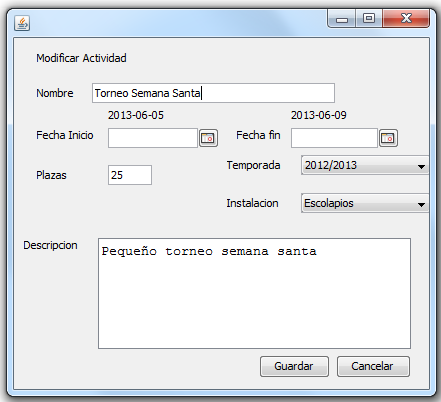 Modificar Actividad
Nombre Torneo Semana Santa
2013-06-05 2013-06-09
Fecha Inicio Fecha fin
Temporada 2012/2013
Plazas 25
Instalacion Escolapios
Descripcion
Pequeño torneo semana santa
Guardar Cancelar